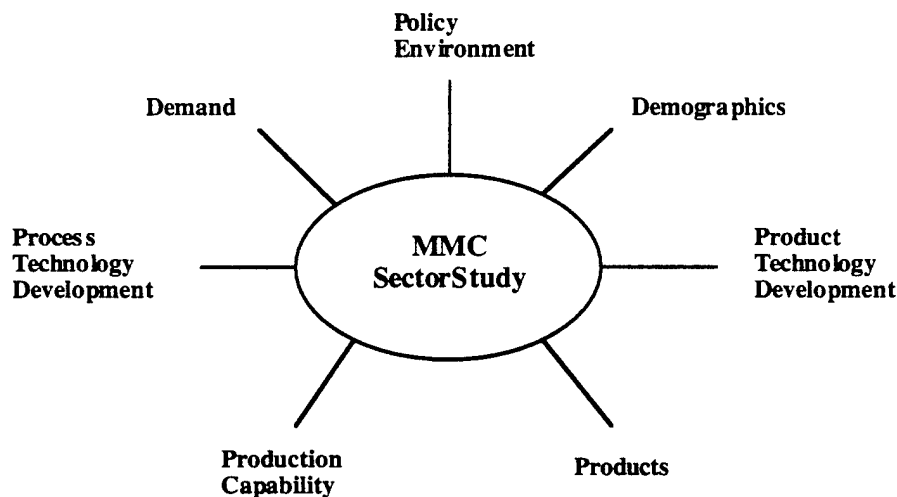 Policy
Environment
Demand
Demographics
Process
Technology
Development
MMC
SectorStudy
Product
Technology
Development
Production
Capability
Products